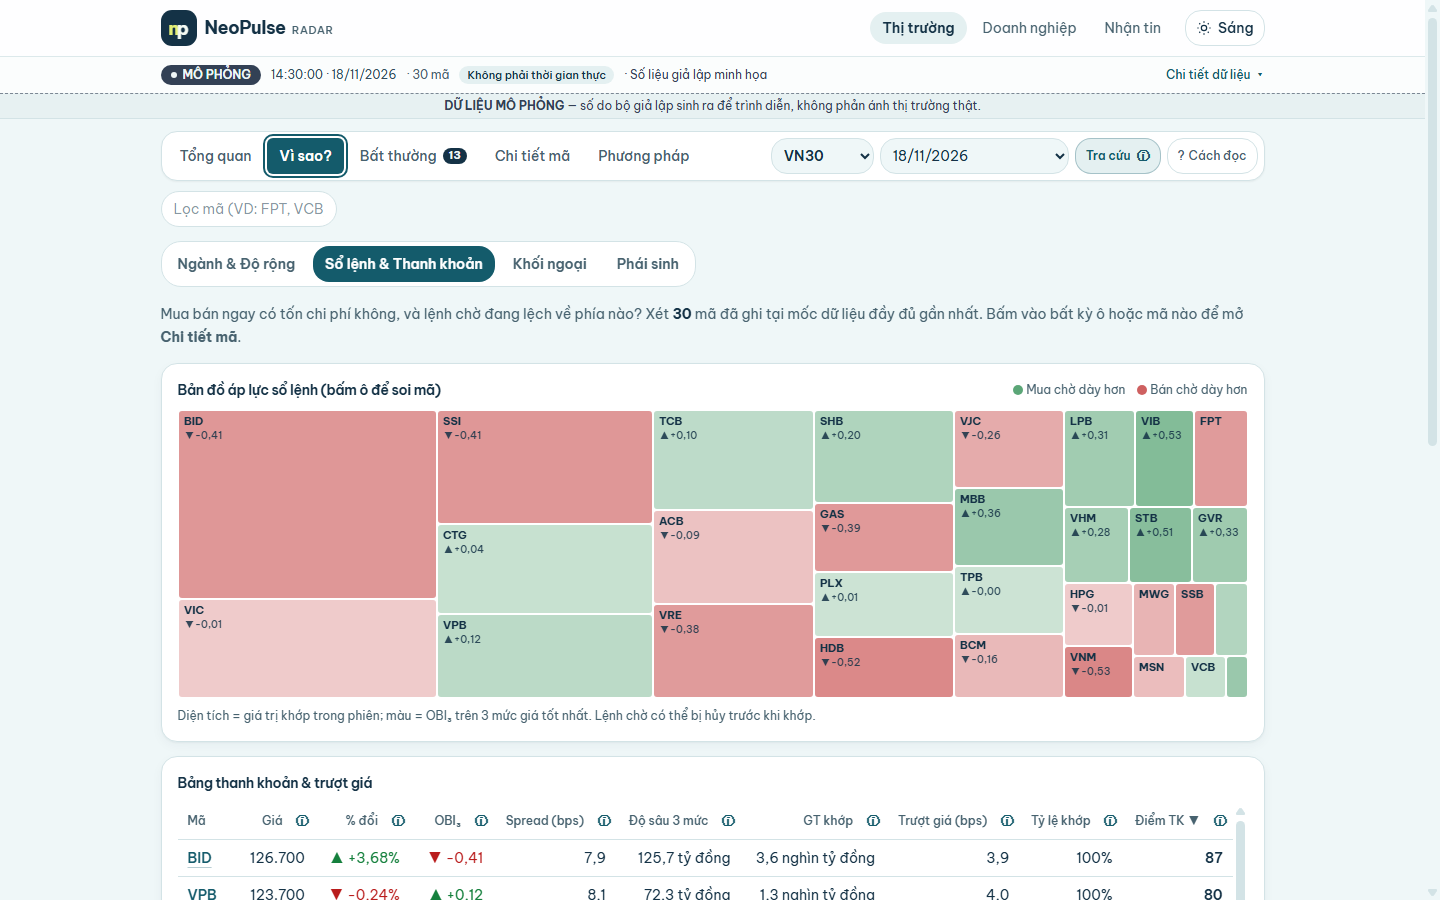 NeoPulse RADAR
Thị trường
Doanh nghiệp
Nhận tin
Sáng
MÔ PHỎNG 14:30:00 · 18/11/2026 · 30 mã Không phải thời gian thực · Số liệu giả lập minh họa
Chi tiết dữ liệu
DỮ LIỆU MÔ PHỎNG — số do bộ giả lập sinh ra để trình diễn, không phản ánh thị trường thật.
Tổng quan
Vì sao?
Bất thường 13
Chi tiết mã
Phương pháp
VN30
18/11/2026
Tra cứu ⓘ
? Cách đọc
Lọc mã (VD: FPT, VCB
Ngành & Độ rộng
Sổ lệnh & Thanh khoản
Khối ngoại
Phái sinh
Mua bán ngay có tốn chi phí không, và lệnh chờ đang lệch về phía nào? Xét 30 mã đã ghi tại mốc dữ liệu đầy đủ gần nhất. Bấm vào bất kỳ ô hoặc mã nào để mở
Chi tiết mã.
Bản đồ áp lực sổ lệnh (bấm ô để soi mã)
Mua chờ dày hơn
Bán chờ dày hơn
BID
▼-0,41
VIC
▼-0,01
SSI
▼-0,41
CTG
▲+0,04
VPB
▲+0,12
TCB
▲+0,10
ACB
▼-0,09
VRE
▼-0,38
SHB
▲+0,20
GAS
▼-0,39
PLX
▲+0,01
HDB
▼-0,52
VJC
▼-0,26
MBB
▲+0,36
TPB
▲-0,00
BCM
▼-0,16
LPB
▲+0,31
VIB
▲+0,53
FPT
VHM
▲+0,28
STB
▲+0,51
GVR
▲+0,33
HPG
▼-0,01
MWG
SSB
VNM
▼-0,53
MSN
VCB
Diện tích = giá trị khớp trong phiên; màu = OBI₃ trên 3 mức giá tốt nhất. Lệnh chờ có thể bị hủy trước khi khớp.
Bảng thanh khoản & trượt giá
Mã Giá ⓘ % đổi ⓘ OBI₃ ⓘ Spread (bps) ⓘ Độ sâu 3 mức ⓘ GT khớp ⓘ Trượt giá (bps) ⓘ Tỷ lệ khớp ⓘ Điểm TK ▼ ⓘ
BID 126.700 ▲ +3,68% ▼ -0,41 7,9 125,7 tỷ đồng 3,6 nghìn tỷ đồng 3,9 100% 87
VPB 123.700 ▼ -0,24% ▲ +0,12 8,1 72,3 tỷ đồng 1,3 nghìn tỷ đồng 4,0 100% 80